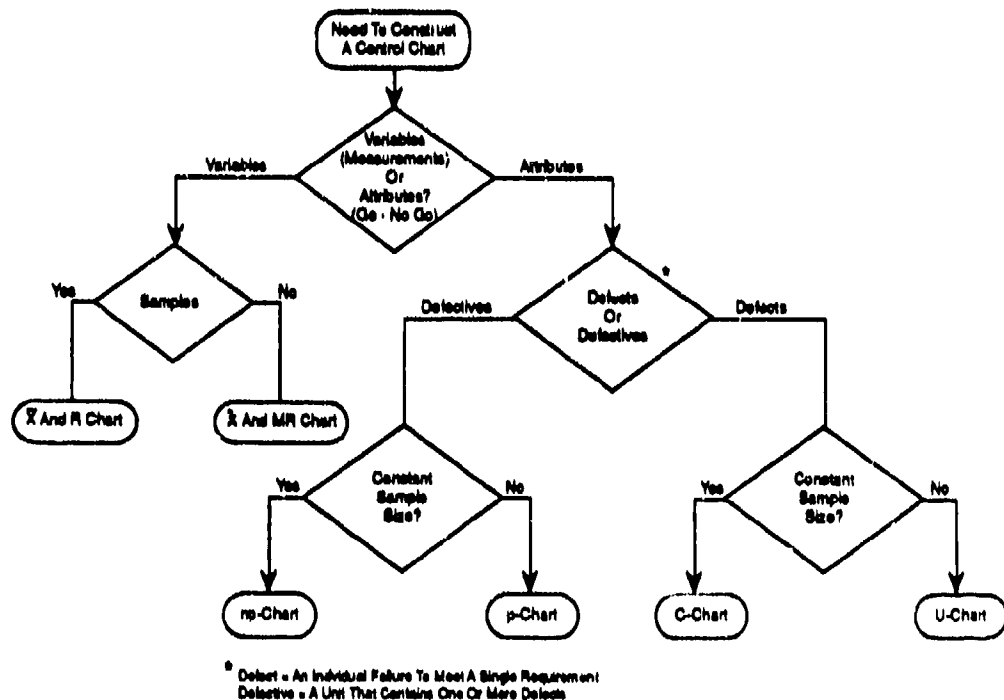 Need To Construct
A Control Chart
Variables
(Measurements)
Or
Attributes?
(Go - No Go)
Variables
Attributes
Samples
Yes
No
*
Defects
Or
Defectives
Defectives
Defects
X̄ And R Chart
And MR Chart
Constant
Sample
Size?
Yes
No
Constant
Sample
Size?
Yes
No
np-Chart
p-Chart
C-Chart
U-Chart
* Defect = An Individual Failure To Meet A Single Requirement
Defective = A Unit That Contains One Or More Defects